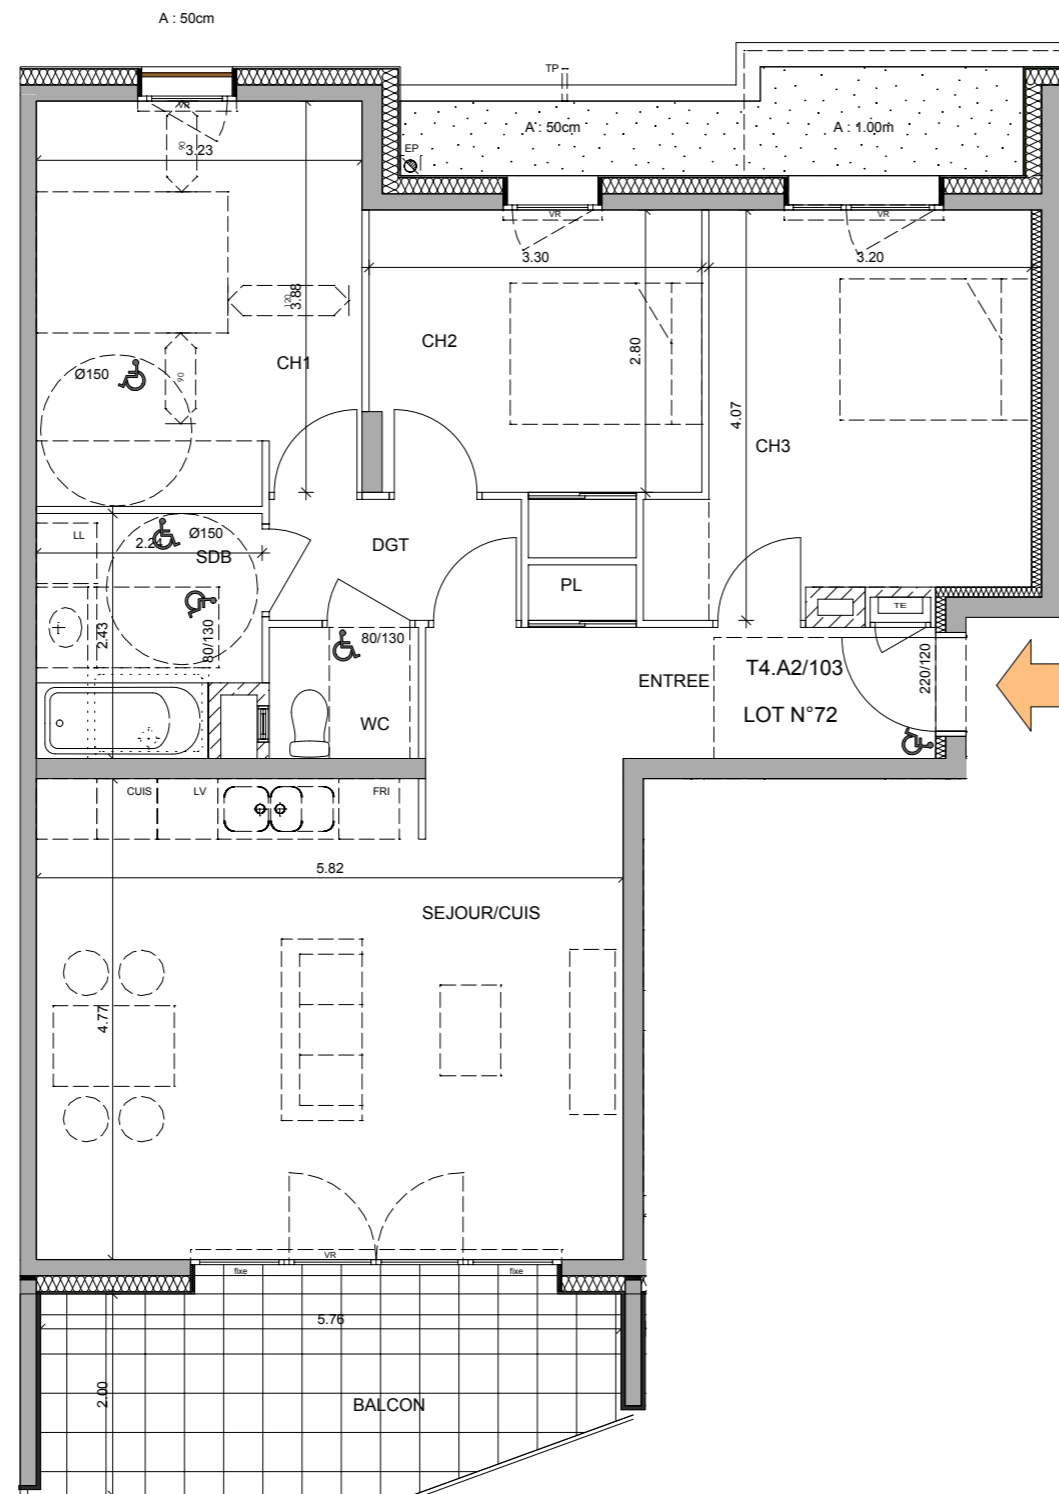 A : 50cm
TP
A : 50cm
A : 1.00m
EP
VR
VR
VR
3.23
90
3.30
3.20
120
3.88
CH1
CH2
2.80
Ø150
90
4.07
CH3
LL
Ø150
2.21
SDB
DGT
PL
TE
2.43
80/130
80/130
ENTREE
T4.A2/103
220/120
LOT N°72
WC
CUIS
LV
FRI
5.82
SEJOUR/CUIS
4.77
VR
fixe
fixe
5.76
2.00
BALCON